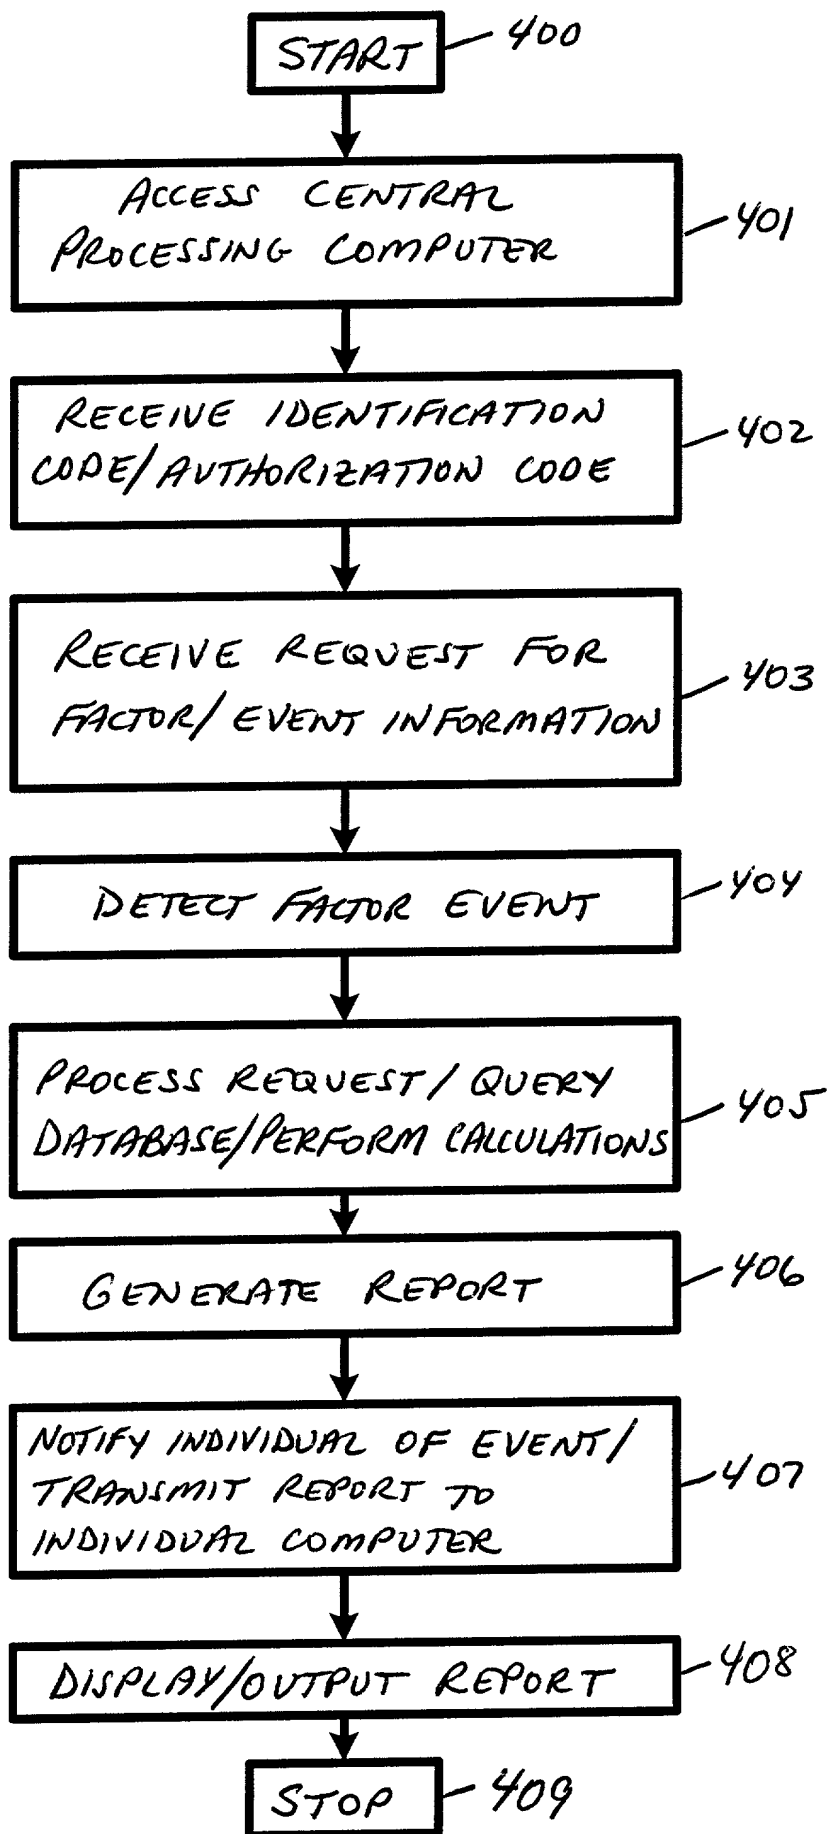 START
400
ACCESS CENTRAL
PROCESSING COMPUTER
401
RECEIVE IDENTIFICATION
CODE/AUTHORIZATION CODE
402
RECEIVE REQUEST FOR
FACTOR/EVENT INFORMATION
403
DETECT FACTOR EVENT
404
PROCESS REQUEST/QUERY
DATABASE/PERFORM CALCULATIONS
405
GENERATE REPORT
406
NOTIFY INDIVIDUAL OF EVENT/
TRANSMIT REPORT TO
INDIVIDUAL COMPUTER
407
DISPLAY/OUTPUT REPORT
408
STOP
409